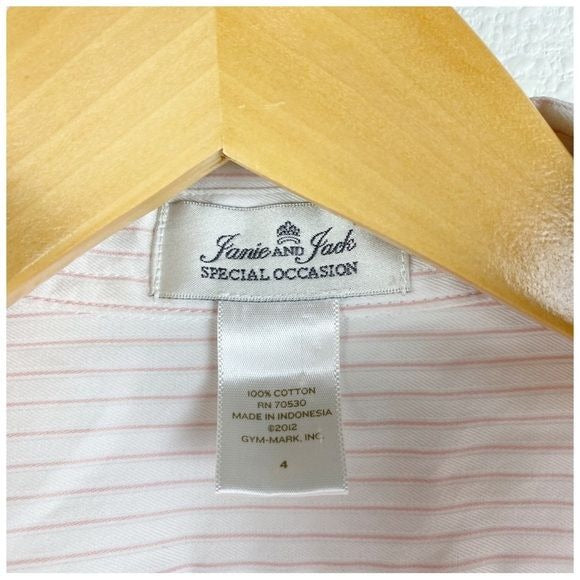 Janie AND Jack
SPECIAL OCCASION
100% COTTON
RN 70530
MADE IN INDONESIA
©2012
GYM-MARK, INC.
4